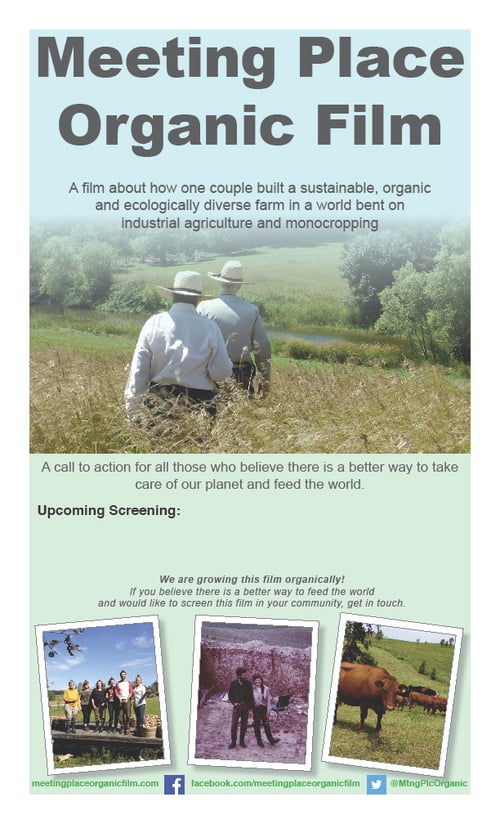 Meeting Place
Organic Film
A film about how one couple built a sustainable, organic
and ecologically diverse farm in a world bent on
industrial agriculture and monocropping
A call to action for all those who believe there is a better way to take
care of our planet and feed the world.
Upcoming Screening:
We are growing this film organically!
If you believe there is a better way to feed the world
and would like to screen this film in your community, get in touch.
meetingplaceorganicfilm.com facebook.com/meetingplaceorganicfilm @MtngPlcOrganic